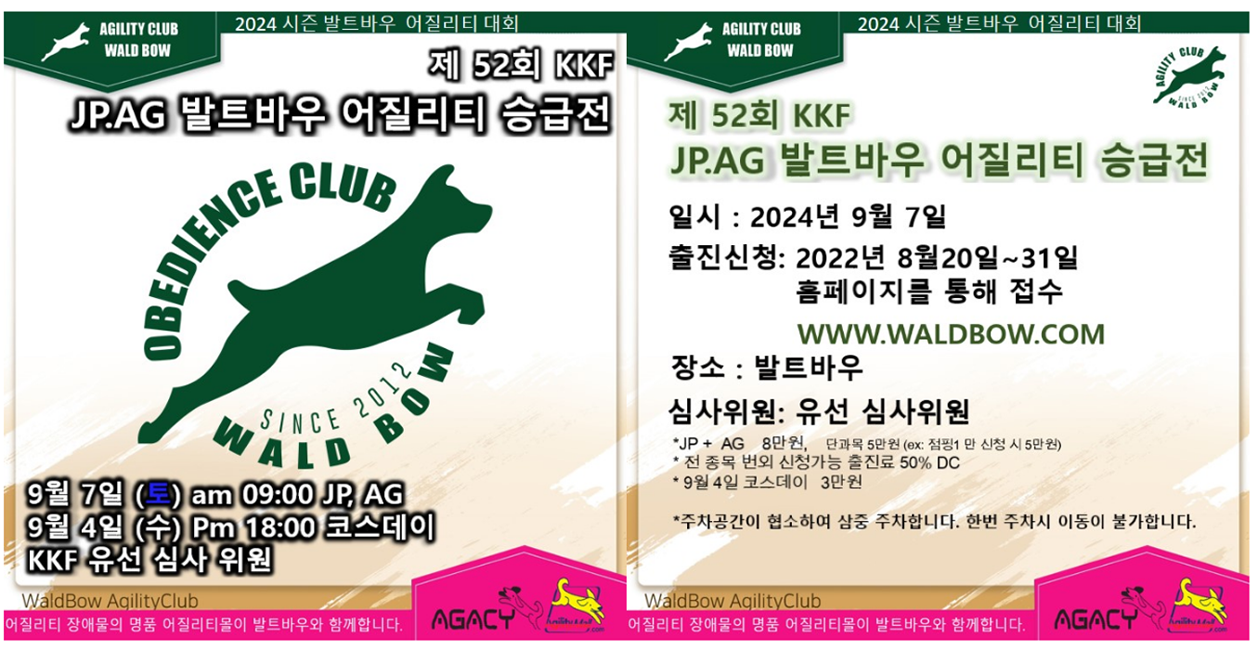 AGILITY CLUB
WALD BOW
2024 시즌 발트바우 어질리티 대회
제 52회 KKF
JP.AG 발트바우 어질리티 승급전
OBEDIENCE CLUB
SINCE 2012
WALD BOW
9월 7일 (토) am 09:00 JP, AG
9월 4일 (수) Pm 18:00 코스데이
KKF 유선 심사 위원
WaldBow AgilityClub
어질리티 장애물의 명품 어질리티몰이 발트바우와 함께합니다.
AGACY
AGILITY CLUB
WALD BOW
2024 시즌 발트바우 어질리티 대회
AGILITY CLUB
SINCE 2012
WALD BOW
제 52회 KKF
JP.AG 발트바우 어질리티 승급전
일시 : 2024년 9월 7일
출진신청: 2022년 8월20일~31일
홈페이지를 통해 접수
WWW.WALDBOW.COM
장소 : 발트바우
심사위원: 유선 심사위원
*JP + AG 8만원, 단과목 5만원 (ex: 점핑1 만 신청 시 5만원)
* 전 종목 번외 신청가능 출진료 50% DC
* 9월 4일 코스데이 3만원
*주차공간이 협소하여 삼중 주차합니다. 한번 주차시 이동이 불가합니다.
WaldBow AgilityClub
어질리티 장애물의 명품 어질리티몰이 발트바우와 함께합니다.
AGACY